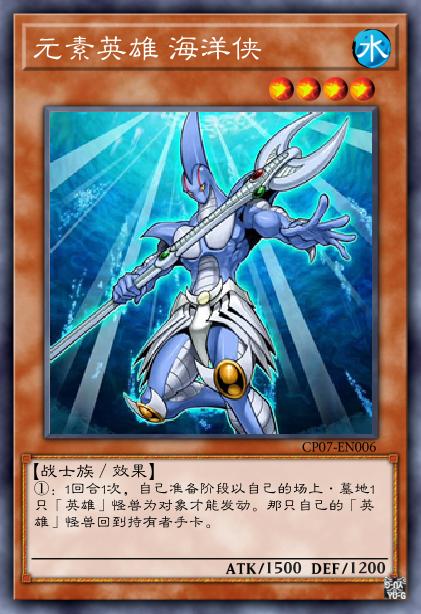 元素英雄 海洋侠
水
CP07-EN006
【战士族／效果】
①：1回合1次，自己准备阶段以自己的场上·墓地1
只「英雄」怪兽为对象才能发动。那只自己的「英
雄」怪兽回到持有者手卡。
ATK/1500 DEF/1200